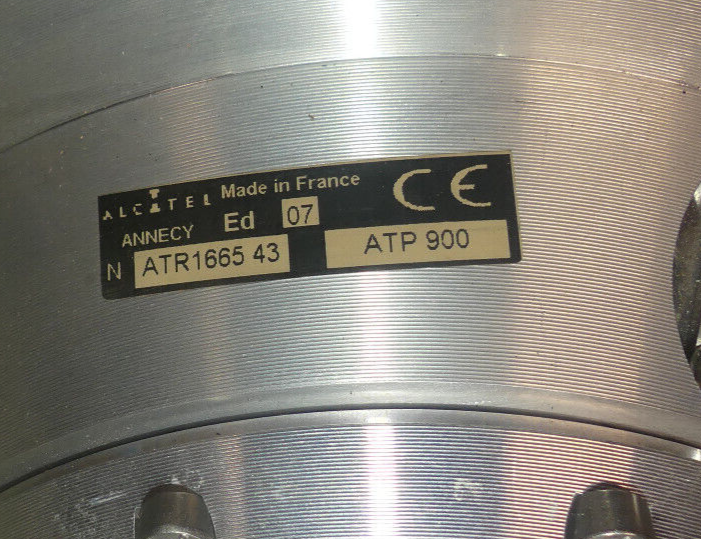 ALCATEL Made in France CE
ANNECY Ed 07
N ATR1665 43 ATP 900